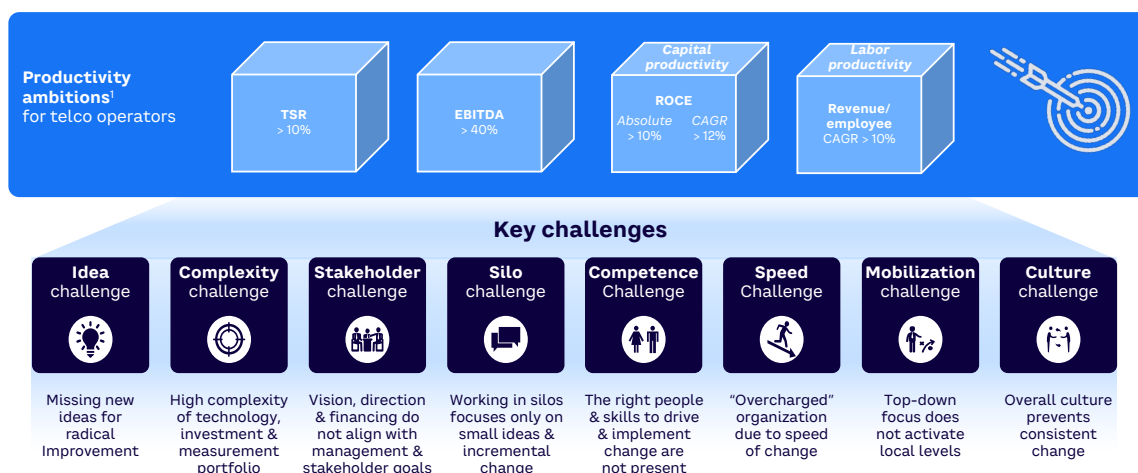 Productivity
ambitions¹
for telco operators
TSR
> 10%
EBITDA
> 40%
Capital
productivity
ROCE
Absolute CAGR
> 10% > 12%
Labor
productivity
Revenue/
employee
CAGR > 10%
Key challenges
Idea
challenge
Missing new
ideas for
radical
Improvement
Complexity
challenge
High complexity
of technology,
investment &
measurement
portfolio
Stakeholder
challenge
Vision, direction
& financing do
not align with
management &
stakeholder goals
Silo
challenge
Working in silos
focuses only on
small ideas &
incremental
change
Competence
Challenge
The right people
& skills to drive
& implement
change are
not present
Speed
Challenge
“Overcharged”
organization
due to speed
of change
Mobilization
challenge
Top-down
focus does
not activate
local levels
Culture
challenge
Overall culture
prevents
consistent
change